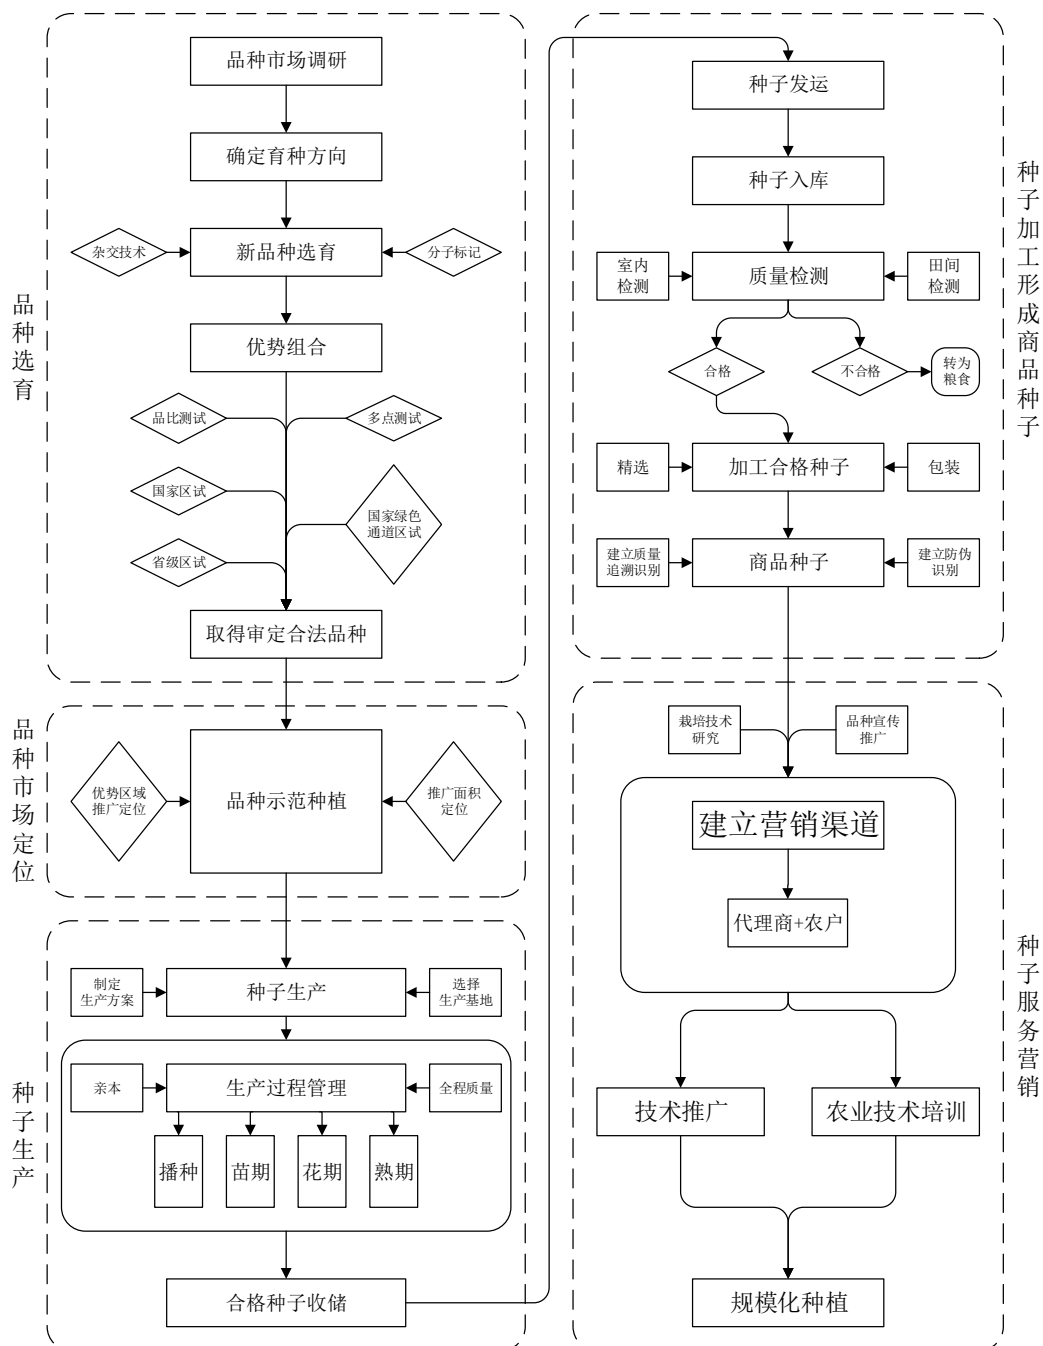 品种选育
品种市场调研
确定育种方向
杂交技术
新品种选育
分子标记
优势组合
品比测试
多点测试
国家区试
国家绿色
通道区试
省级区试
取得审定合法品种
品种市场定位
优势区域
推广定位
品种示范种植
推广面积
定位
种子生产
制定
生产方案
种子生产
选择
生产基地
亲本
生产过程管理
全程质量
播种
苗期
花期
熟期
合格种子收储
种子加工形成商品种子
种子发运
种子入库
室内
检测
质量检测
田间
检测
合格
不合格
转为
粮食
精选
加工合格种子
包装
建立质量
追溯识别
商品种子
建立防伪
识别
种子服务营销
栽培技术
研究
品种宣传
推广
建立营销渠道
代理商+农户
技术推广
农业技术培训
规模化种植